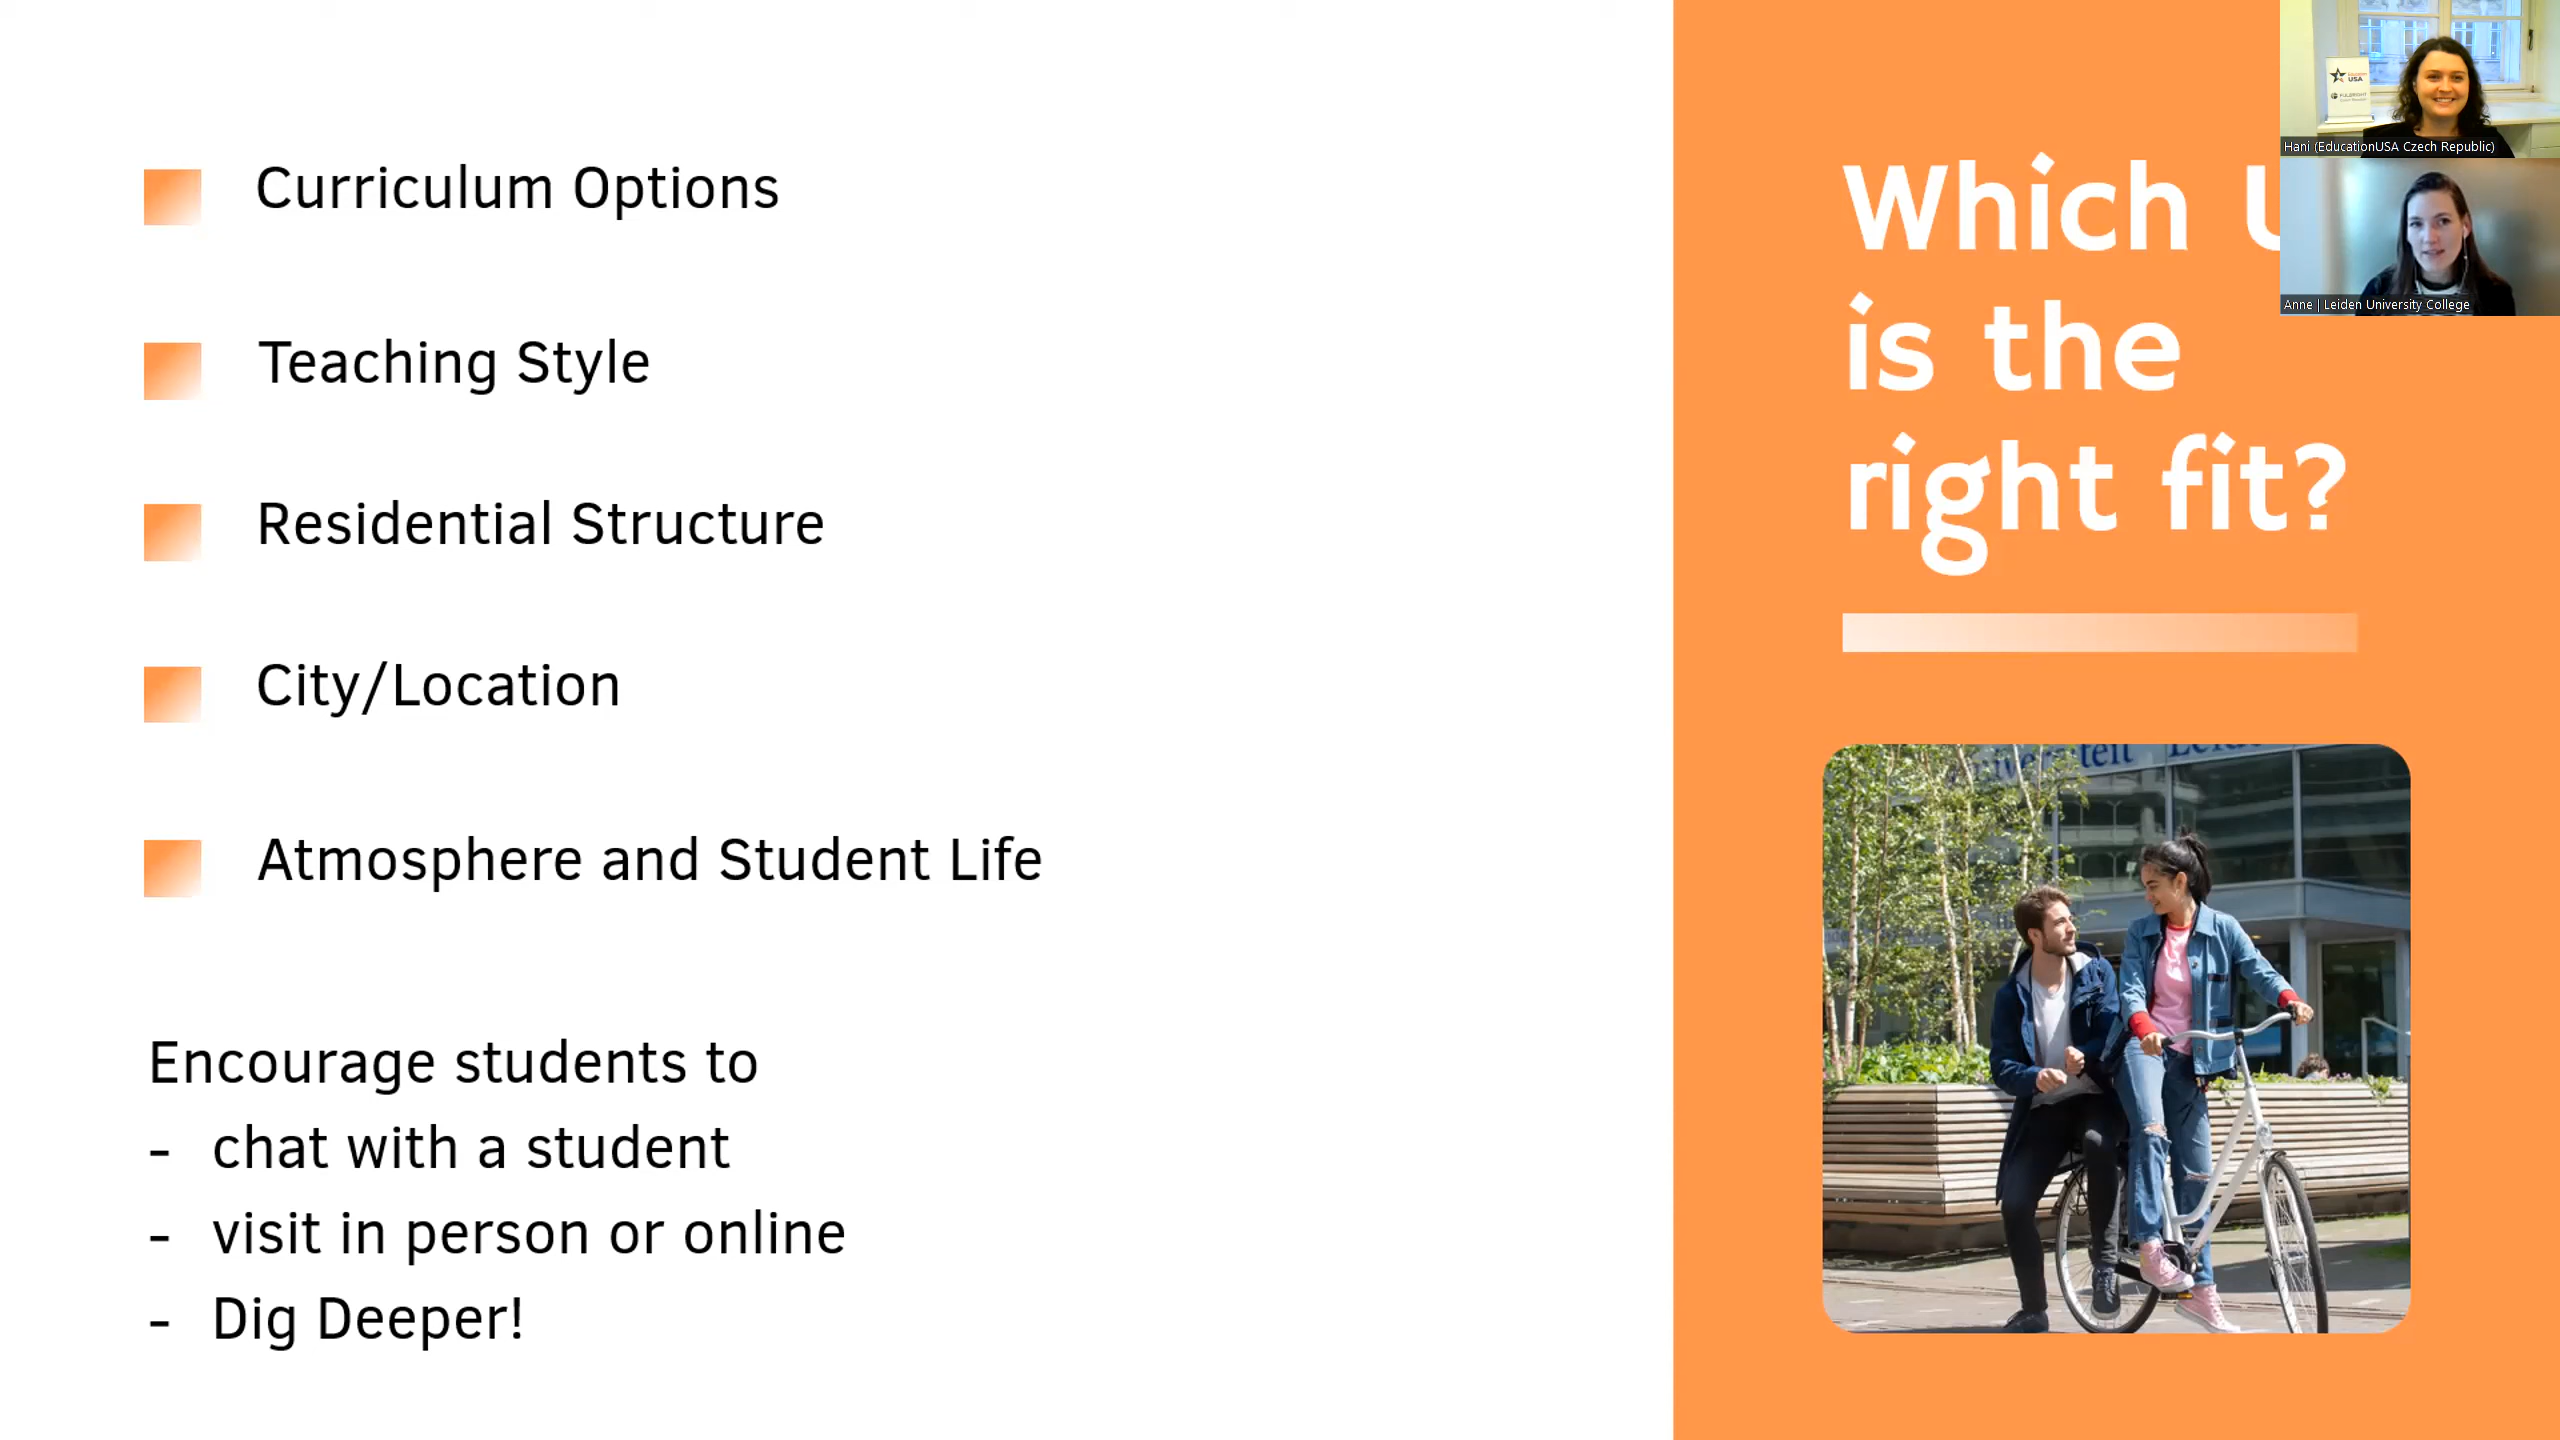 Curriculum Options
Teaching Style
Residential Structure
City/Location
Atmosphere and Student Life
Encourage students to
- chat with a student
- visit in person or online
- Dig Deeper!
Which
is the
right fit?
USA
FULBRIGHT
Hani (EducationUSA Czech Republic)
Anne | Leiden University College